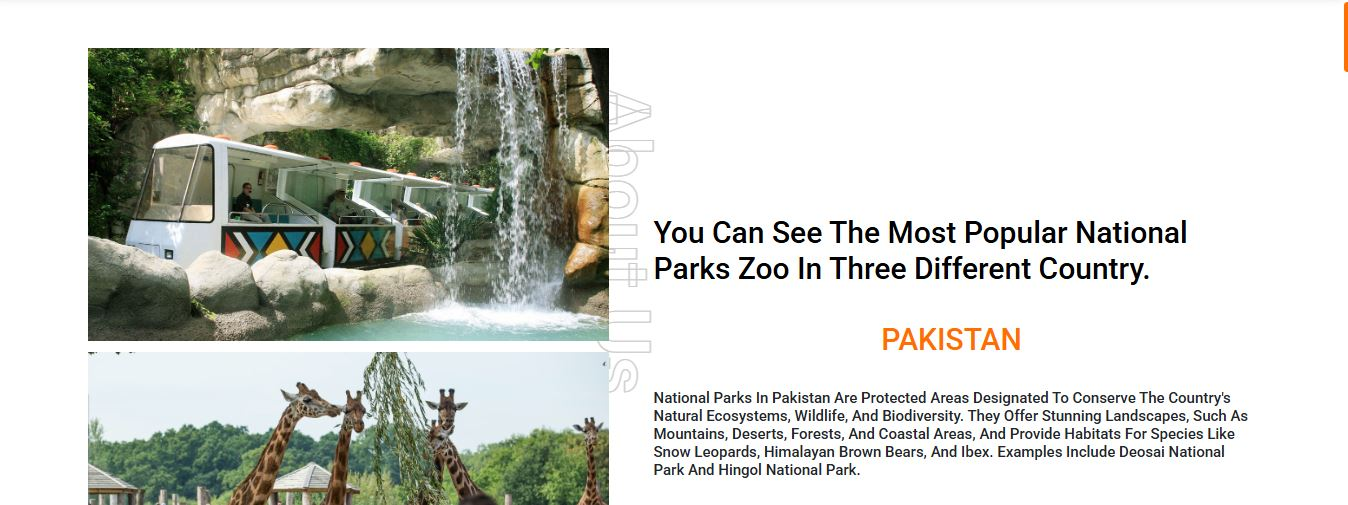 About Us
You Can See The Most Popular National
Parks Zoo In Three Different Country.
PAKISTAN
National Parks In Pakistan Are Protected Areas Designated To Conserve The Country's
Natural Ecosystems, Wildlife, And Biodiversity. They Offer Stunning Landscapes, Such As
Mountains, Deserts, Forests, And Coastal Areas, And Provide Habitats For Species Like
Snow Leopards, Himalayan Brown Bears, And Ibex. Examples Include Deosai National
Park And Hingol National Park.